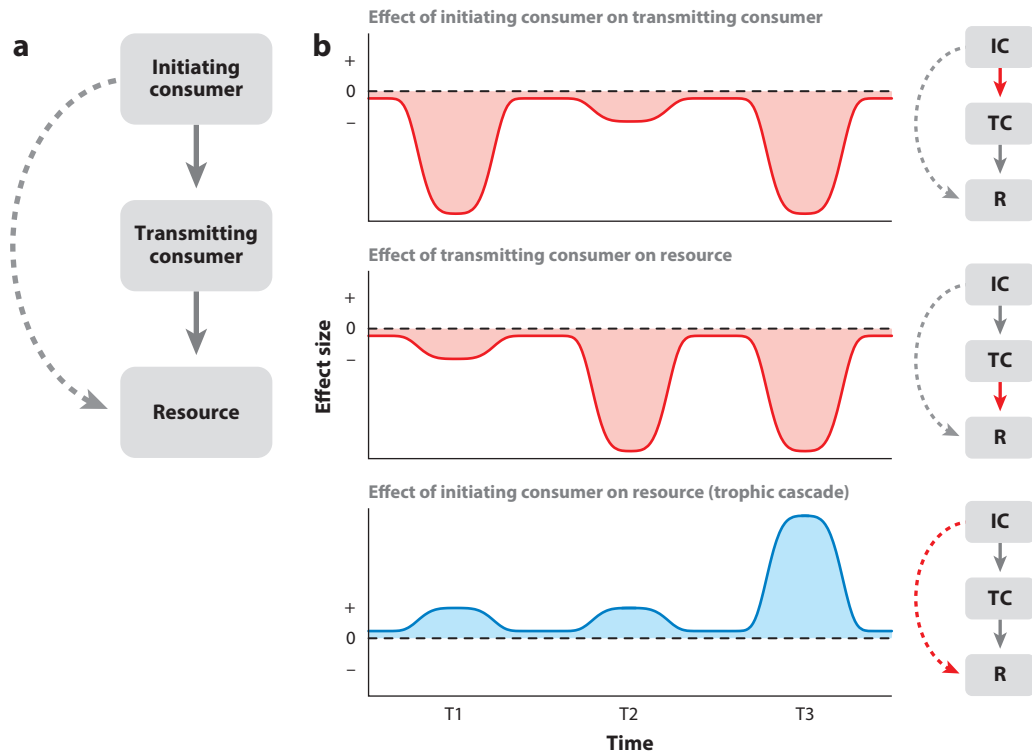 a
Initiating
consumer
Transmitting
consumer
Resource
b
Effect size
Effect of initiating consumer on transmitting consumer
+
0
–
IC
TC
R
Effect of transmitting consumer on resource
+
0
–
IC
TC
R
Effect of initiating consumer on resource (trophic cascade)
+
0
–
IC
TC
R
T1
T2
T3
Time